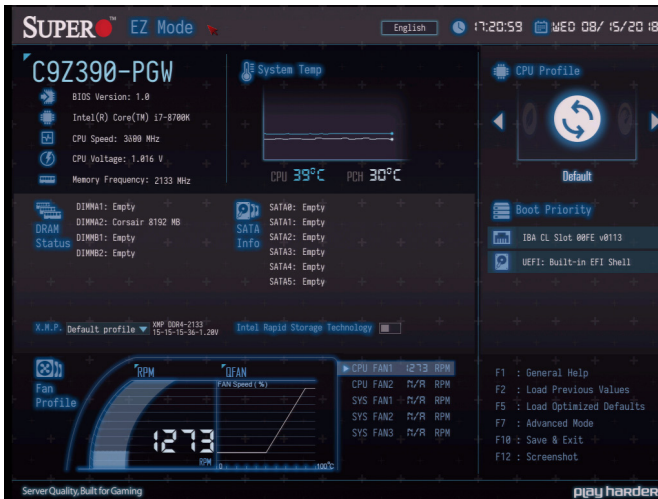 SUPER EZ Mode English 17:20:59 WED 08/15/2018
C9Z390-PGW
BIOS Version: 1.0
Intel(R) Core(TM) i7-8700K
CPU Speed: 3699 MHz
CPU Voltage: 1.016 V
Memory Frequency: 2133 MHz
System Temp
CPU 39°C PCH 30°C
CPU Profile
Default
DRAM
Status
DIMMA1: Empty
DIMMA2: Corsair 8192 MB
DIMMB1: Empty
DIMMB2: Empty
SATA
Info
SATA0: Empty
SATA1: Empty
SATA2: Empty
SATA3: Empty
SATA4: Empty
SATA5: Empty
Boot Priority
IBA CL Slot 00FE v0113
UEFI: Built-in EFI Shell
X.M.P. Default profile XMP DDR4-2133
15-15-15-36-1.20V
Intel Rapid Storage Technology
Fan
Profile
RPM
1273
RPM
QFAN
FAN Speed ( % )
0 100°C
CPU FAN1 1273 RPM
CPU FAN2 N/A RPM
SYS FAN1 N/A RPM
SYS FAN2 N/A RPM
SYS FAN3 N/A RPM
F1 : General Help
F2 : Load Previous Values
F5 : Load Optimized Defaults
F7 : Advanced Mode
F10 : Save & Exit
F12 : Screenshot
Server Quality, Built for Gaming
play harder